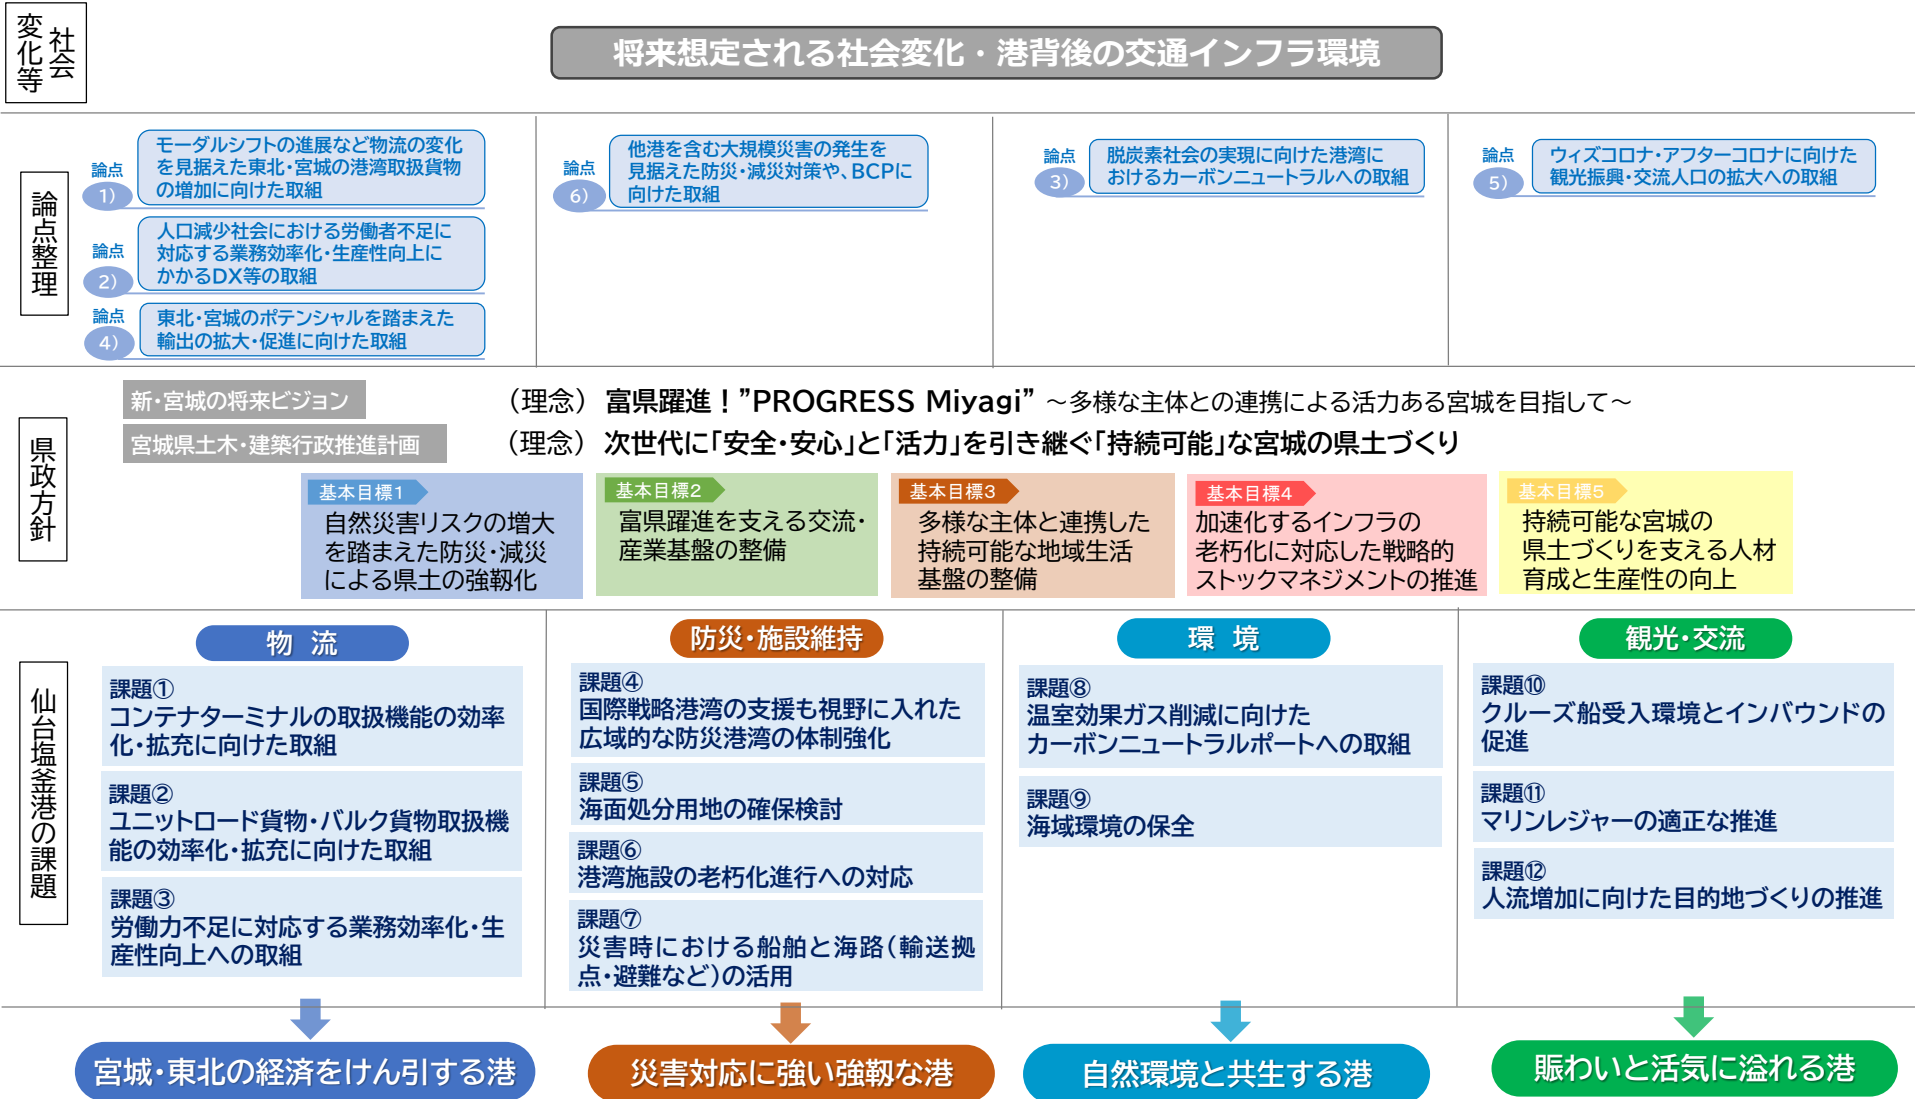 社会
変化等
将来想定される社会変化・港背後の交通インフラ環境
論点整理
論点
1)
モーダルシフトの進展など物流の変化
を見据えた東北・宮城の港湾取扱貨物
の増加に向けた取組
論点
2)
人口減少社会における労働者不足に
対応する業務効率化・生産性向上に
かかるDX等の取組
論点
4)
東北・宮城のポテンシャルを踏まえた
輸出の拡大・促進に向けた取組
論点
6)
他港を含む大規模災害の発生を
見据えた防災・減災対策や、BCPに
向けた取組
論点
3)
脱炭素社会の実現に向けた港湾に
おけるカーボンニュートラルへの取組
論点
5)
ウィズコロナ・アフターコロナに向けた
観光振興・交流人口の拡大への取組
県政方針
新・宮城の将来ビジョン
（理念） 富県躍進！”PROGRESS Miyagi” ～多様な主体との連携による活力ある宮城を目指して～
宮城県土木・建築行政推進計画
（理念） 次世代に「安全・安心」と「活力」を引き継ぐ「持続可能」な宮城の県土づくり
基本目標1
自然災害リスクの増大
を踏まえた防災・減災
による県土の強靱化
基本目標2
富県躍進を支える交流・
産業基盤の整備
基本目標3
多様な主体と連携した
持続可能な地域生活
基盤の整備
基本目標4
加速化するインフラの
老朽化に対応した戦略的
ストックマネジメントの推進
基本目標5
持続可能な宮城の
県土づくりを支える人材
育成と生産性の向上
仙台塩釜港の課題
物 流
課題①
コンテナターミナルの取扱機能の効率
化・拡充に向けた取組
課題②
ユニットロード貨物・バルク貨物取扱機
能の効率化・拡充に向けた取組
課題③
労働力不足に対応する業務効率化・生
産性向上への取組
宮城・東北の経済をけん引する港
防災・施設維持
課題④
国際戦略港湾の支援も視野に入れた
広域的な防災港湾の体制強化
課題⑤
海面処分用地の確保検討
課題⑥
港湾施設の老朽化進行への対応
課題⑦
災害時における船舶と海路（輸送拠
点・避難など）の活用
災害対応に強い強靱な港
環 境
課題⑧
温室効果ガス削減に向けた
カーボンニュートラルポートへの取組
課題⑨
海域環境の保全
自然環境と共生する港
観光・交流
課題⑩
クルーズ船受入環境とインバウンドの
促進
課題⑪
マリンレジャーの適正な推進
課題⑫
人流増加に向けた目的地づくりの推進
賑わいと活気に溢れる港